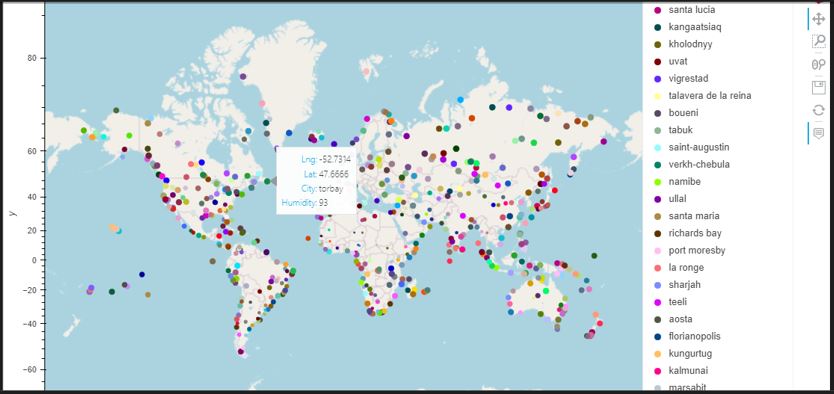 80
60
40
20
0
−20
−40
−60
y
Lng: -52.7314
Lat: 47.6666
City: torbay
Humidity: 93
santa lucia
kangaatsiaq
kholodnyy
uvat
vigrestad
talavera de la reina
boueni
tabuk
saint-augustin
verkh-chebula
namibe
ullal
santa maria
richards bay
port moresby
la ronge
sharjah
teeli
aosta
florianopolis
kungurtug
kalmunai
marsabit